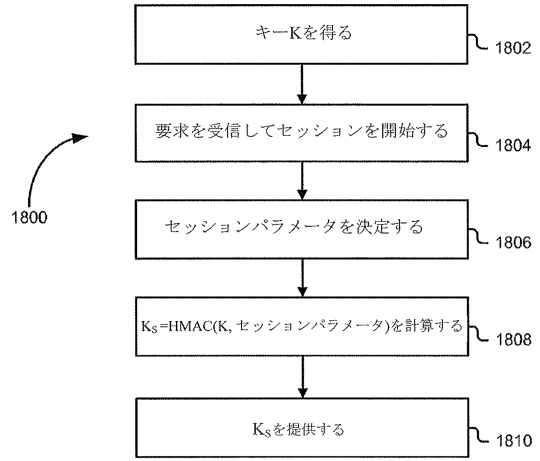 キーKを得る
1802
要求を受信してセッションを開始する
1804
1800
セッションパラメータを決定する
1806
KS=HMAC(K, セッションパラメータ)を計算する
1808
KSを提供する
1810